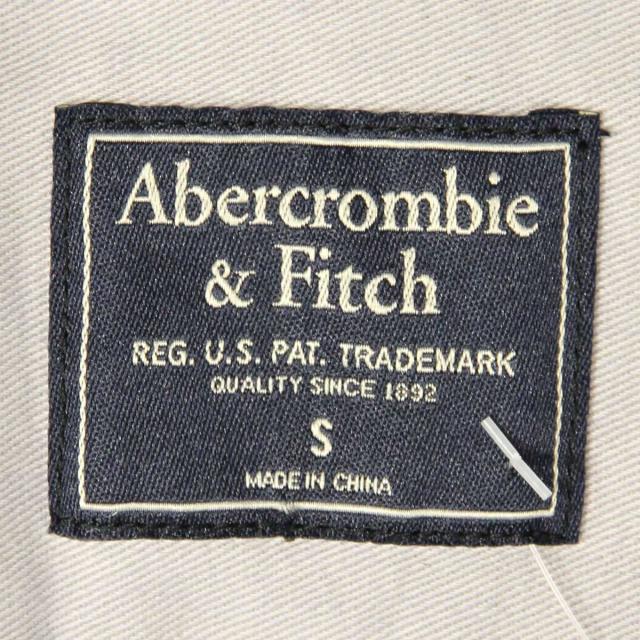 Abercrombie
& Fitch
REG. U.S. PAT. TRADEMARK
QUALITY SINCE 1892
S
MADE IN CHINA